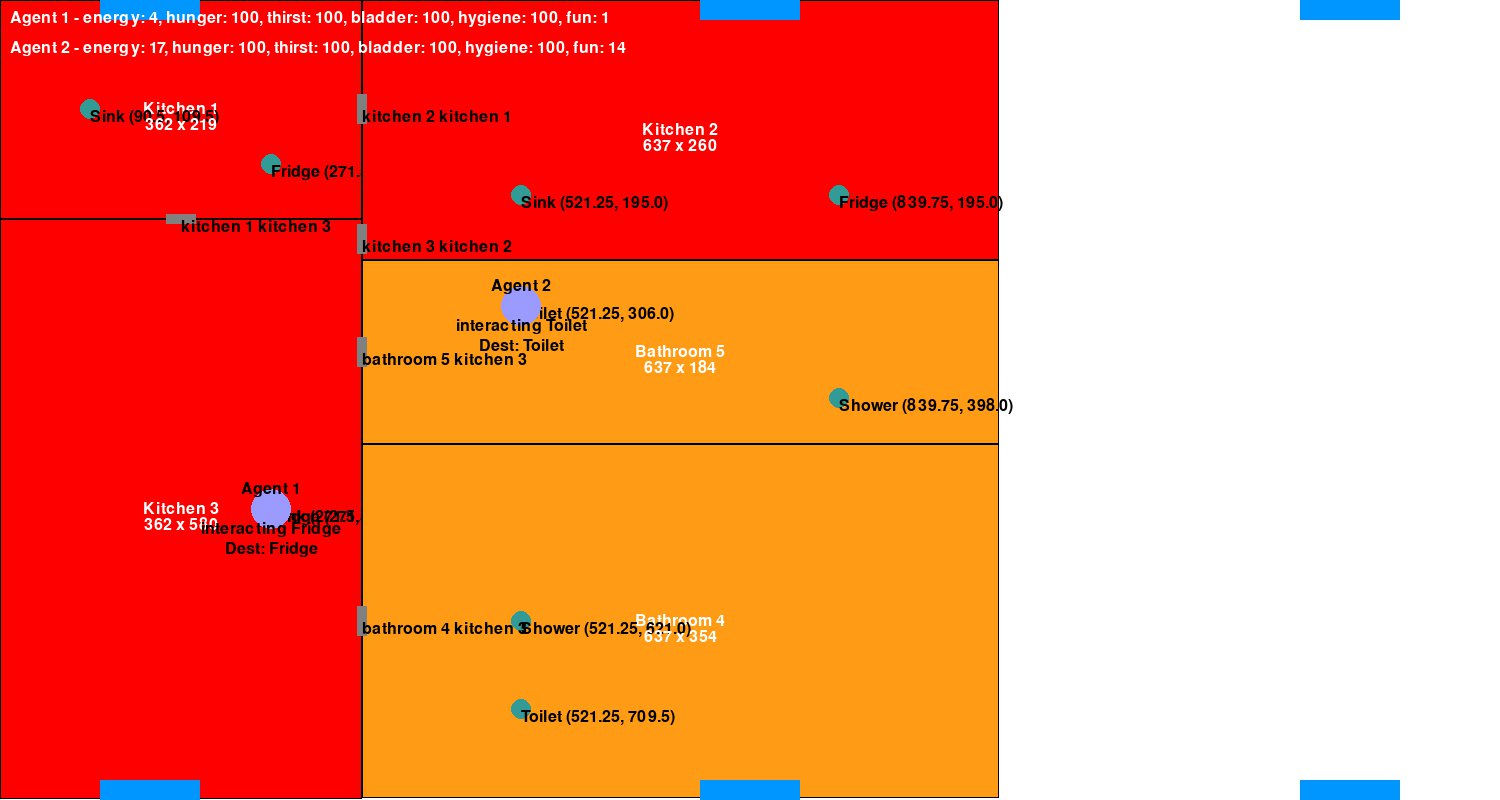 Agent 1 - energy: 4, hunger: 100, thirst: 100, bladder: 100, hygiene: 100, fun: 1
Agent 2 - energy: 17, hunger: 100, thirst: 100, bladder: 100, hygiene: 100, fun: 14
Kitchen 1
Sink (90.5, 109.5)
362 x 219
kitchen 2 kitchen 1
Kitchen 2
637 x 260
Fridge (271.
Sink (521.25, 195.0)
Fridge (839.75, 195.0)
kitchen 1 kitchen 3
kitchen 3 kitchen 2
Agent 2
ilet (521.25, 306.0)
interacting Toilet
Dest: Toilet
Bathroom 5
637 x 184
bathroom 5 kitchen 3
Shower (839.75, 398.0)
Agent 1
Kitchen 3
362 x 580
interacting Fridge
Dest: Fridge
Bathroom 4
637 x 354
bathroom 4 kitchen 3
Shower (521.25, 621.0)
Toilet (521.25, 709.5)